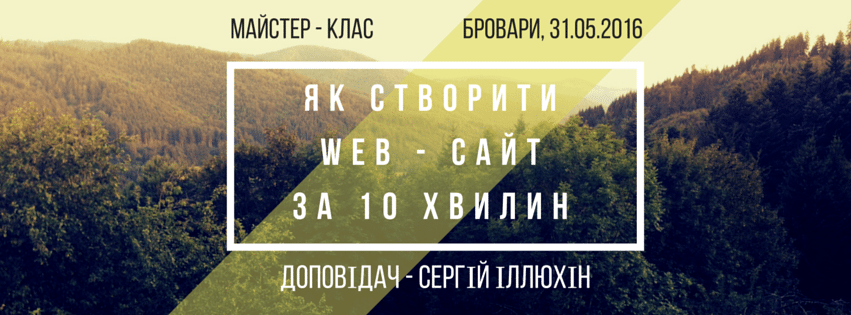 МАЙСТЕР - КЛАС
БРОВАРИ, 31.05.2016
ЯК СТВОРИТИ
WEB - САЙТ
ЗА 10 ХВИЛИН
ДОПОВІДАЧ - СЕРГІЙ ІЛЛЮХІН